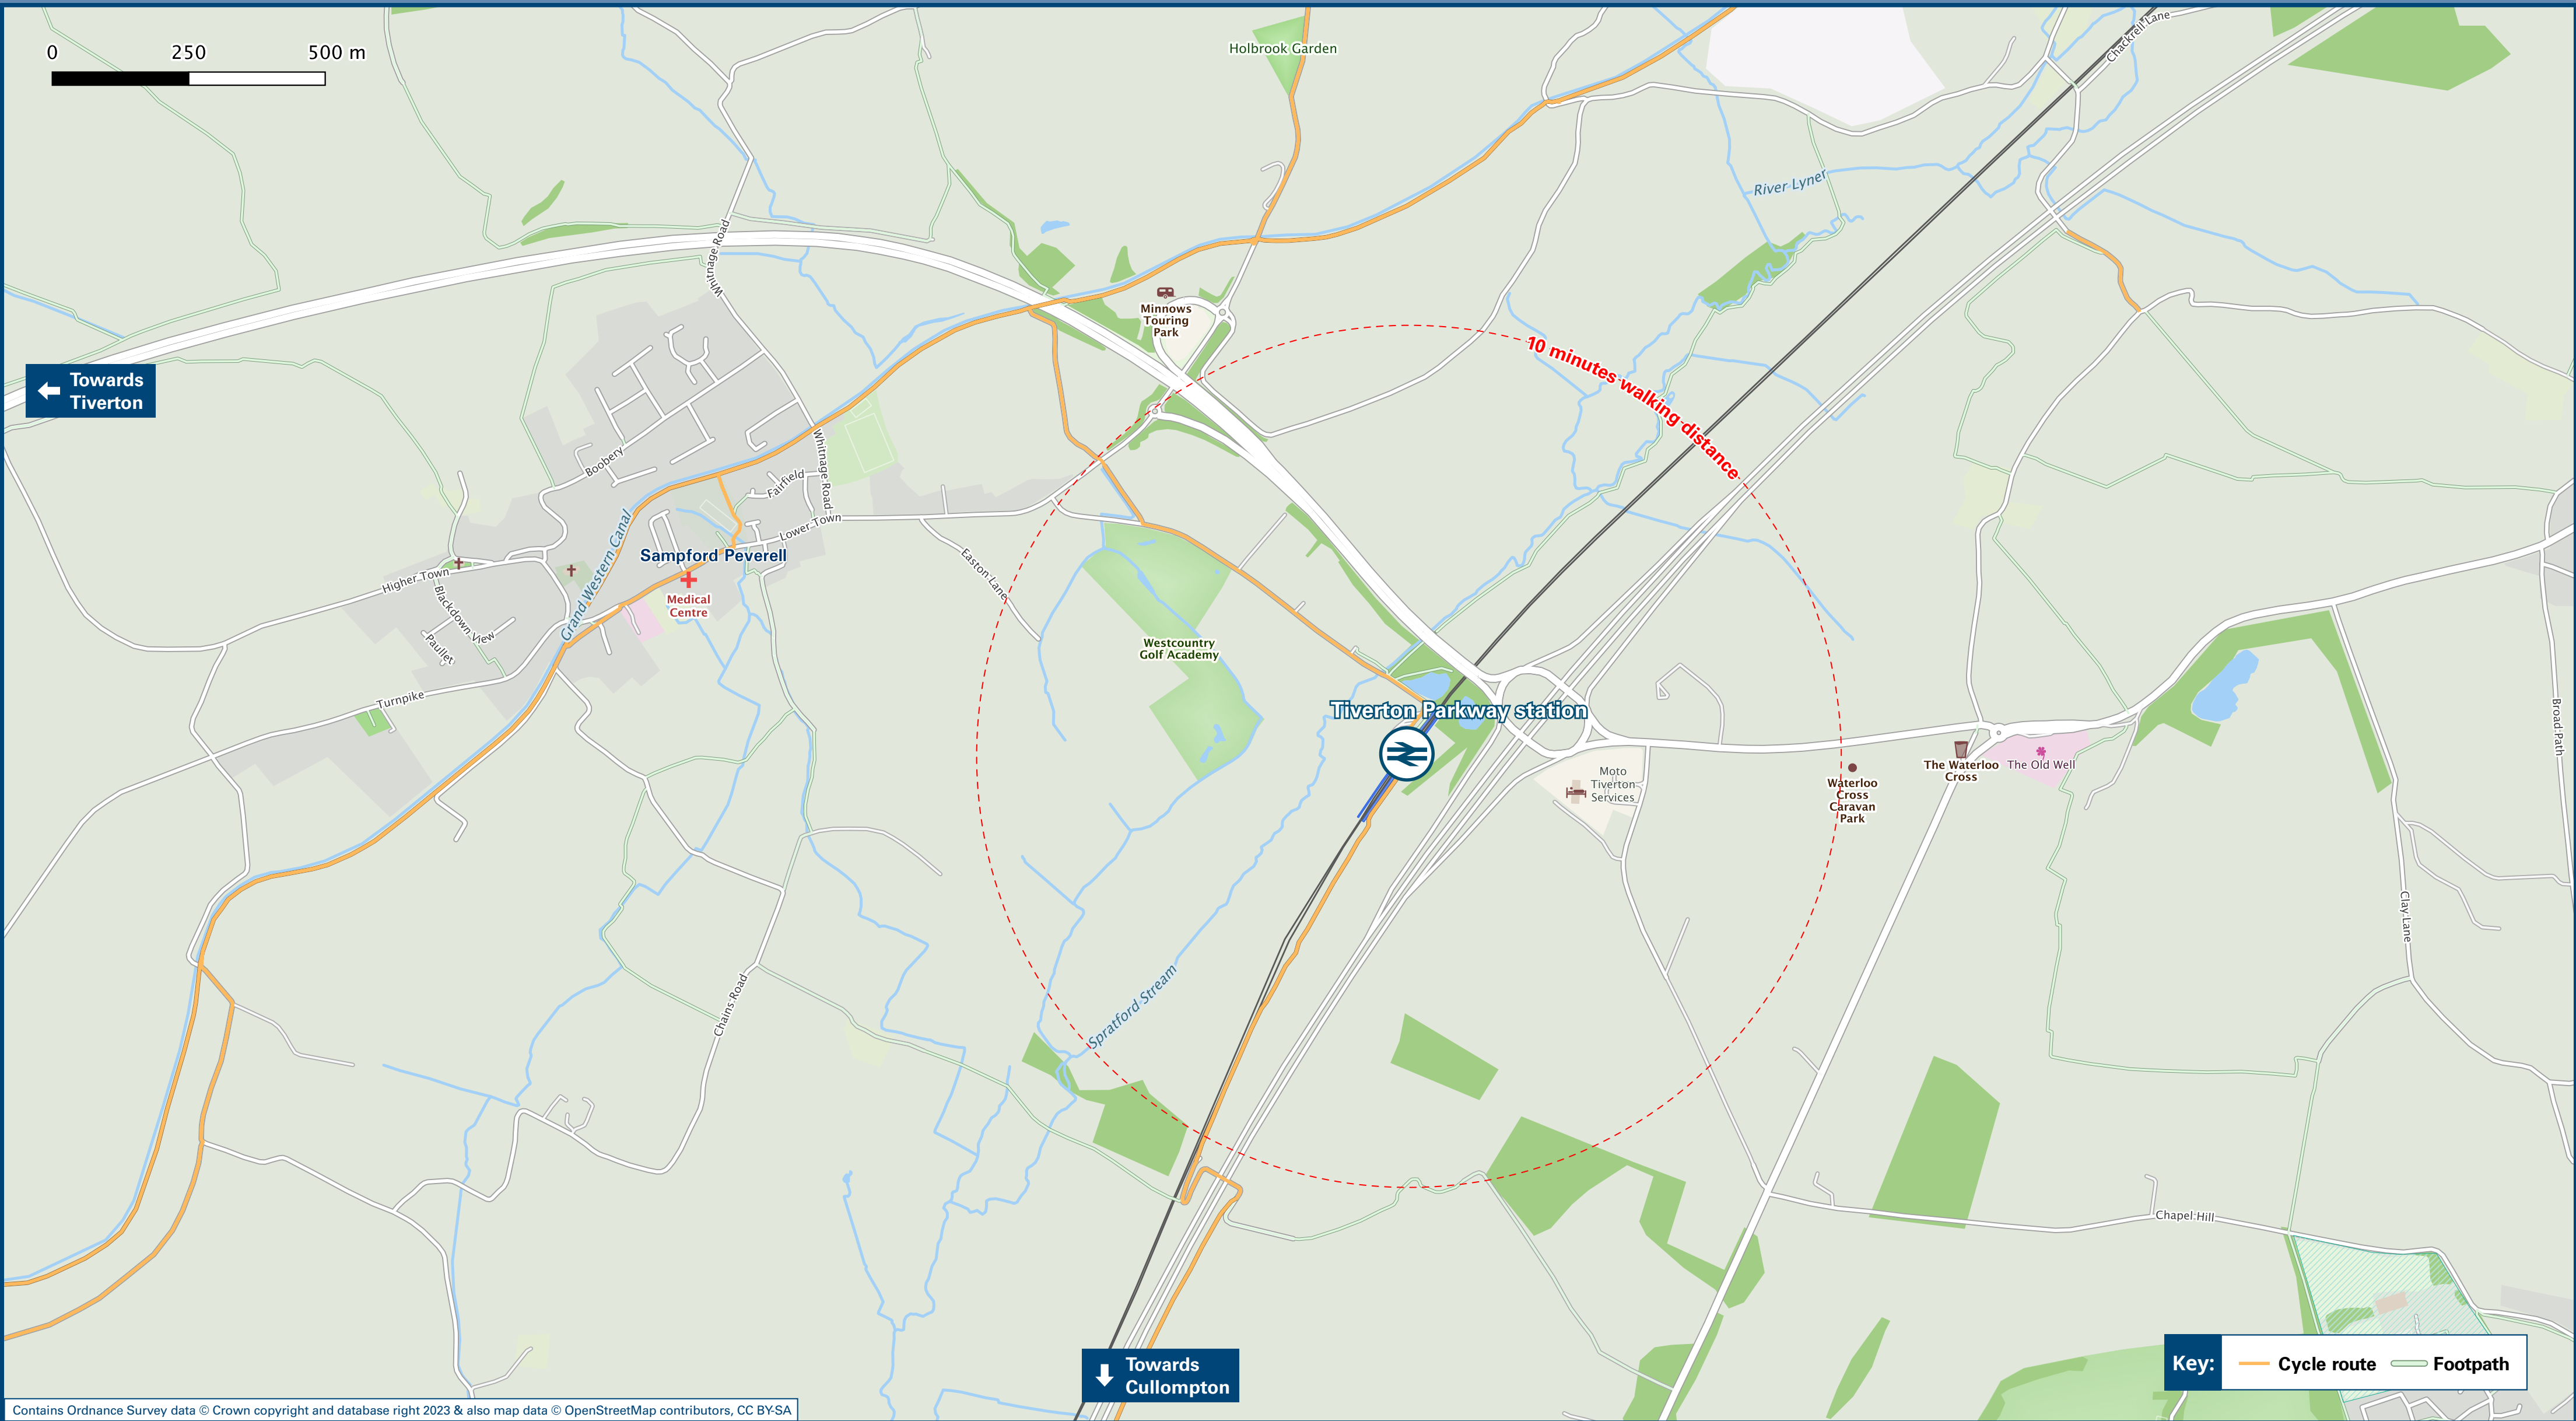 0 250 500 m
Holbrook Garden
Chackrell Lane
River Lyner
Whitnage Road
Minnows
Touring
Park
10 minutes walking distance
Towards
Tiverton
Boobery
Whitnage Road
Fairfield
Lower Town
Grand Western Canal
Sampford Peverell
Easton Lane
Higher Town
Medical
Centre
Blackdown View
Paullet
Westcountry
Golf Academy
Turnpike
Tiverton Parkway station
Broad Path
Moto
Tiverton
Services
The Waterloo
Cross
The Old Well
Waterloo
Cross
Caravan
Park
Clay Lane
Spratford Stream
Chains Road
Chapel Hill
Towards
Cullompton
Key: Cycle route Footpath
Contains Ordnance Survey data © Crown copyright and database right 2023 & also map data © OpenStreetMap contributors, CC BY-SA